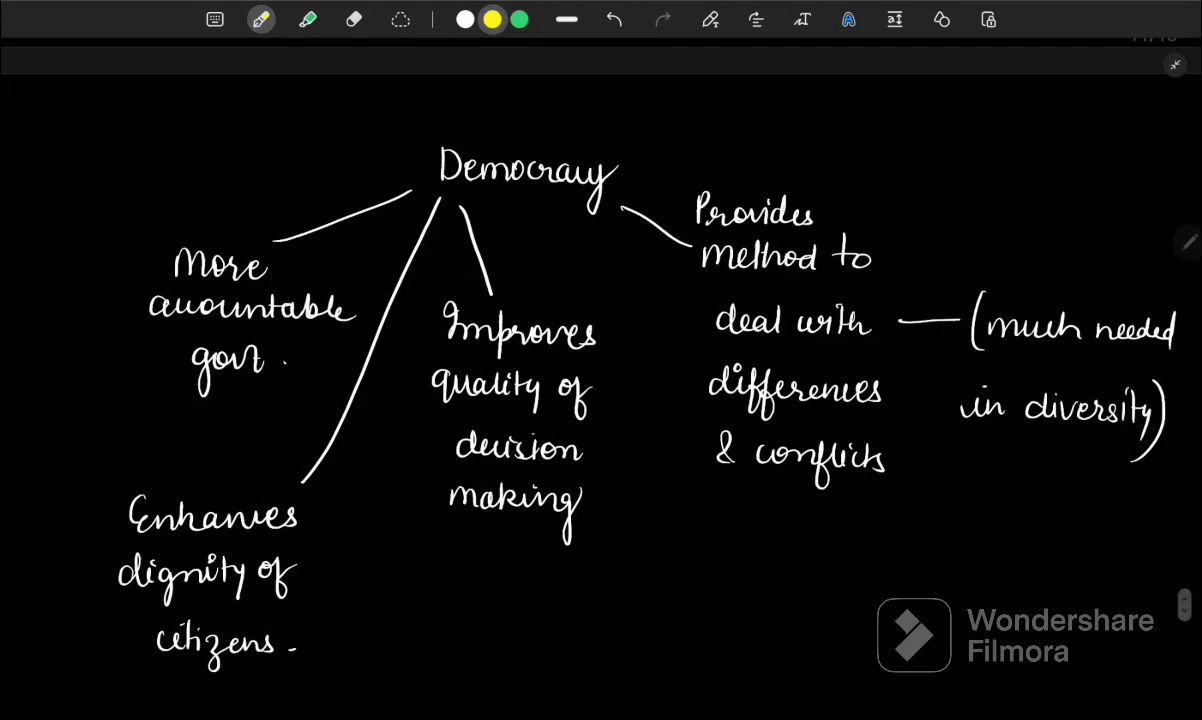 Democracy
More
accountable
govt.
Enhances
dignity of
citizens.
Improves
quality of
decision
making
Provides
method to
deal with
differences
& conflicts
(much needed
in diversity)
Wondershare
Filmora